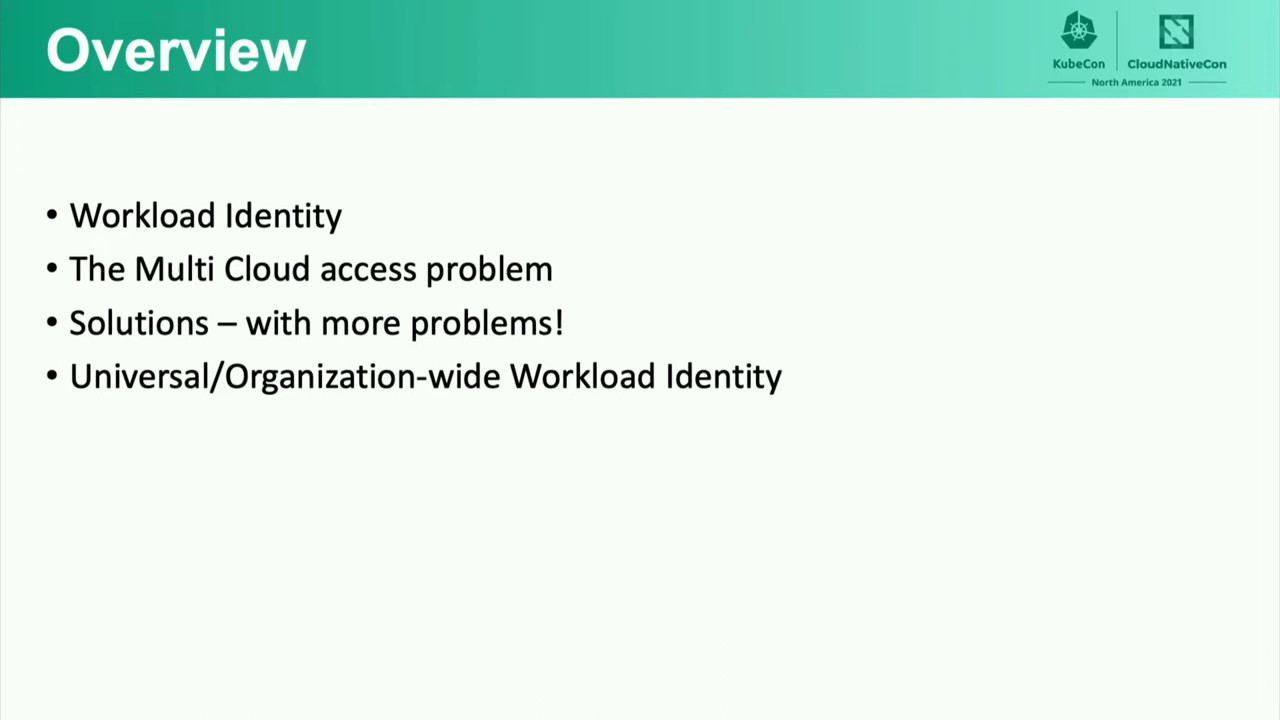 Overview
KubeCon
CloudNativeCon
North America 2021
• Workload Identity
• The Multi Cloud access problem
• Solutions – with more problems!
• Universal/Organization-wide Workload Identity